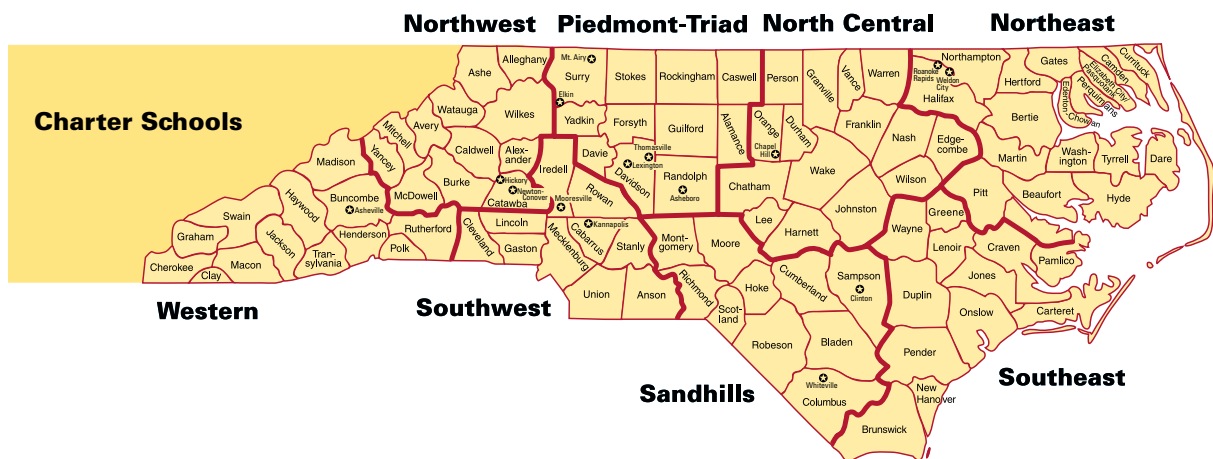 Northwest
Piedmont-Triad
North Central
Northeast
Charter Schools
Western
Southwest
Sandhills
Southeast
Alleghany
Ashe
Watauga
Wilkes
Avery
Mitchell
Yancey
Caldwell
Alex-
ander
Burke
McDowell
Hickory
Newton-
Conover
Catawba
Madison
Buncombe
Asheville
Haywood
Swain
Graham
Cherokee
Clay
Macon
Jackson
Tran-
sylvania
Henderson
Rutherford
Polk
Iredell
Mooresville
Rowan
Cleveland
Lincoln
Gaston
Mecklenburg
Cabarrus
Kannapolis
Stanly
Union
Anson
Mt. Airy
Surry
Elkin
Yadkin
Stokes
Rockingham
Caswell
Forsyth
Guilford
Alamance
Davie
Thomasville
Lexington
Davidson
Randolph
Asheboro
Person
Granville
Vance
Warren
Orange
Chapel
Hill
Durham
Franklin
Nash
Edge-
combe
Wilson
Wake
Chatham
Lee
Harnett
Johnston
Northampton
Roanoke
Rapids
Weldon
City
Halifax
Gates
Hertford
Bertie
Currituck
Camden
Elizabeth City/
Pasquotank
Perquimans
Edenton-Chowan
Martin
Wash-
ington
Tyrrell
Dare
Pitt
Beaufort
Hyde
Mont-
gomery
Moore
Richmond
Hoke
Scot-
land
Cumberland
Sampson
Clinton
Robeson
Bladen
Whiteville
Columbus
Wayne
Greene
Lenoir
Craven
Pamlico
Jones
Duplin
Onslow
Carteret
Pender
New
Hanover
Brunswick